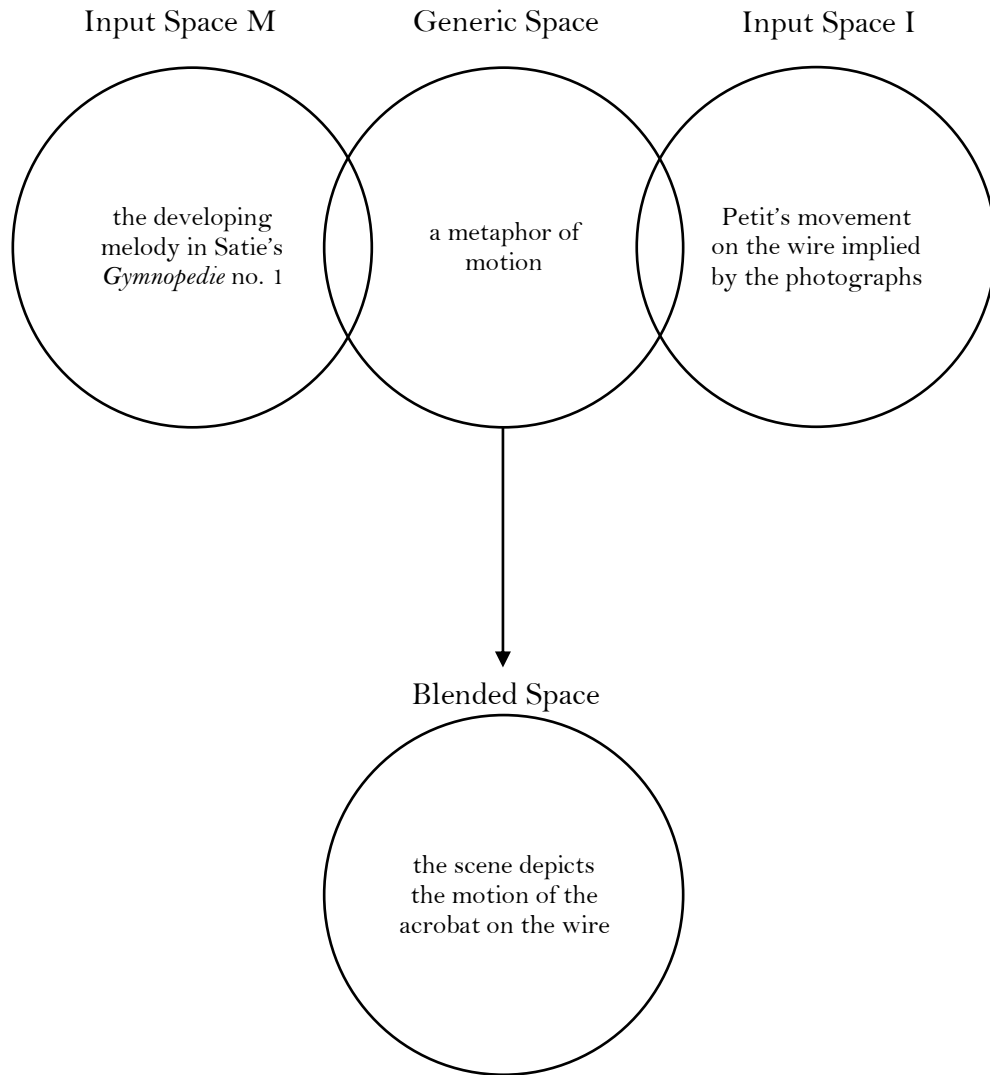 Input Space M
Generic Space
Input Space I
the developing
melody in Satie’s
Gymnopedie no. 1
a metaphor of
motion
Petit’s movement
on the wire implied
by the photographs
Blended Space
the scene depicts
the motion of the
acrobat on the wire